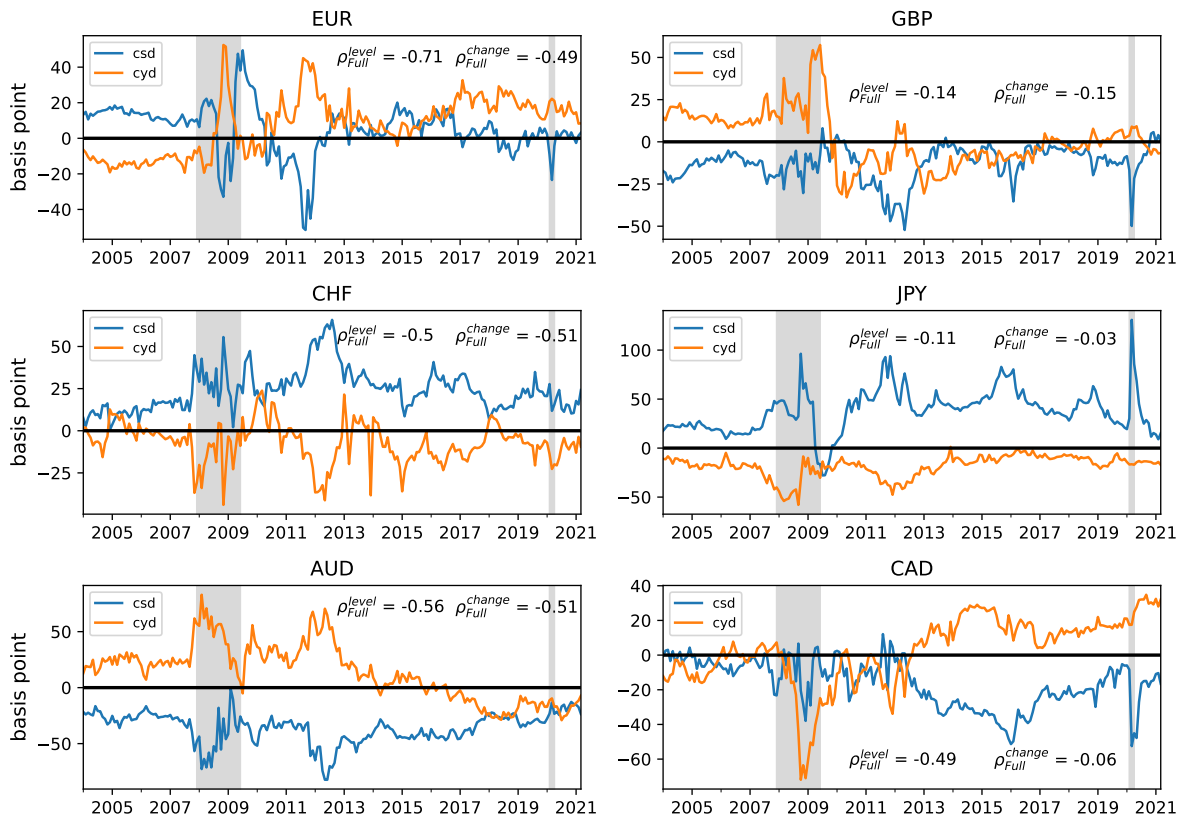 EUR
basis point
40
20
0
−20
−40
csd
cyd
ρ_Full^level = -0.71 ρ_Full^change = -0.49
2005 2007 2009 2011 2013 2015 2017 2019 2021
GBP
50
25
0
−25
−50
csd
cyd
ρ_Full^level = -0.14 ρ_Full^change = -0.15
2005 2007 2009 2011 2013 2015 2017 2019 2021
CHF
basis point
50
25
0
−25
csd
cyd
ρ_Full^level = -0.5 ρ_Full^change = -0.51
2005 2007 2009 2011 2013 2015 2017 2019 2021
JPY
100
50
0
−50
csd
cyd
ρ_Full^level = -0.11 ρ_Full^change = -0.03
2005 2007 2009 2011 2013 2015 2017 2019 2021
AUD
basis point
50
0
−50
csd
cyd
ρ_Full^level = -0.56 ρ_Full^change = -0.51
2005 2007 2009 2011 2013 2015 2017 2019 2021
CAD
40
20
0
−20
−40
−60
csd
cyd
ρ_Full^level = -0.49 ρ_Full^change = -0.06
2005 2007 2009 2011 2013 2015 2017 2019 2021